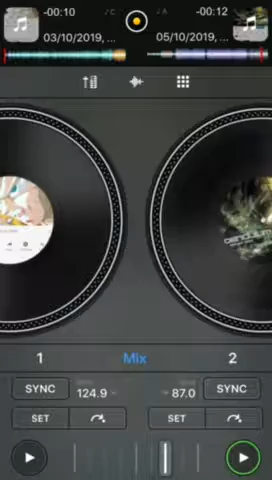 -00:10 C A -00:12
03/10/2019, ... 05/10/2019, ...
1 Mix 2
SYNC 124.9 87.0 SYNC
SET SET